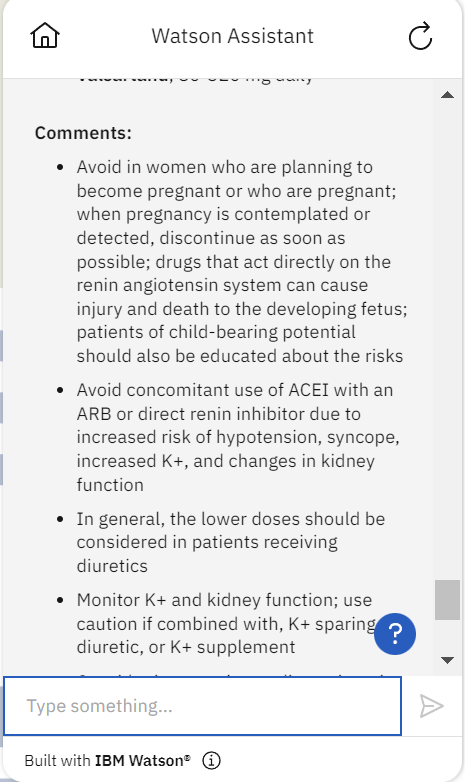 Watson Assistant
Comments:
• Avoid in women who are planning to
become pregnant or who are pregnant;
when pregnancy is contemplated or
detected, discontinue as soon as
possible; drugs that act directly on the
renin angiotensin system can cause
injury and death to the developing fetus;
patients of child-bearing potential
should also be educated about the risks
• Avoid concomitant use of ACEI with an
ARB or direct renin inhibitor due to
increased risk of hypotension, syncope,
increased K+, and changes in kidney
function
• In general, the lower doses should be
considered in patients receiving
diuretics
• Monitor K+ and kidney function; use
caution if combined with, K+ sparing
diuretic, or K+ supplement
?
Type something...
Built with IBM Watson®